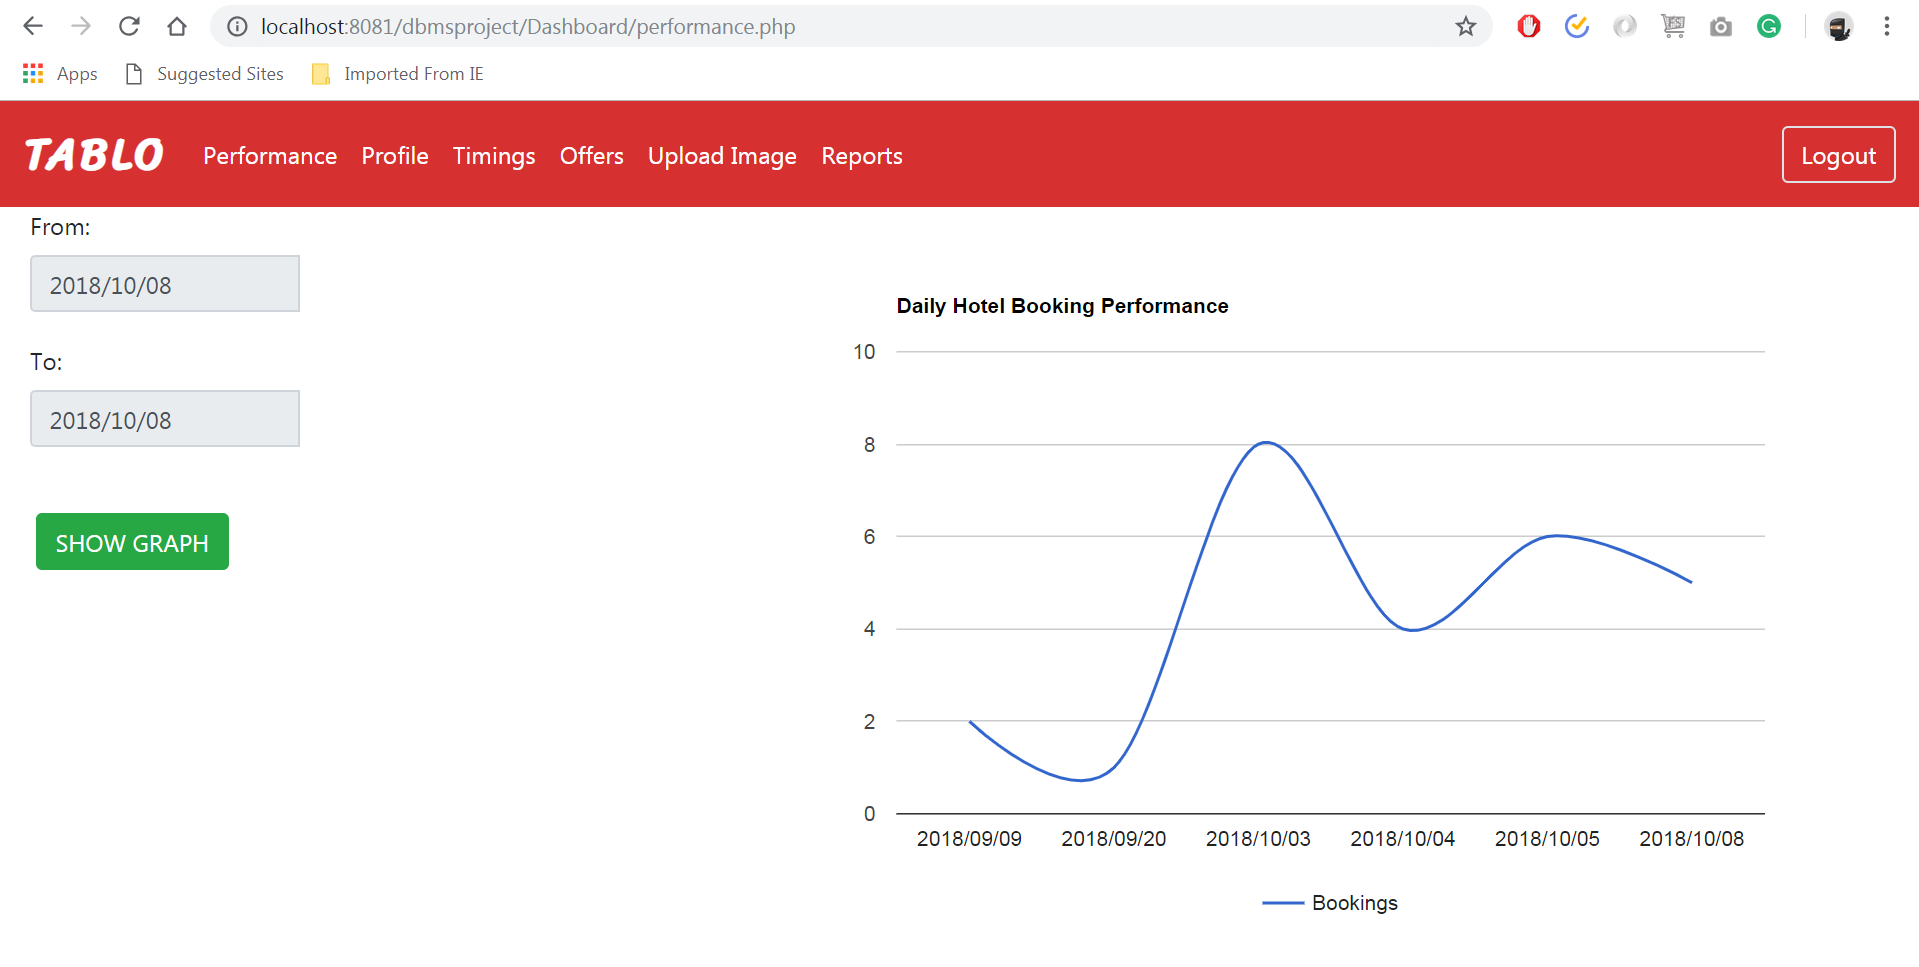 localhost:8081/dbmsproject/Dashboard/performance.php
Apps Suggested Sites Imported From IE
TABLO Performance Profile Timings Offers Upload Image Reports Logout
From:
2018/10/08
To:
2018/10/08
SHOW GRAPH
Daily Hotel Booking Performance
10
8
6
4
2
0
2018/09/09 2018/09/20 2018/10/03 2018/10/04 2018/10/05 2018/10/08
Bookings